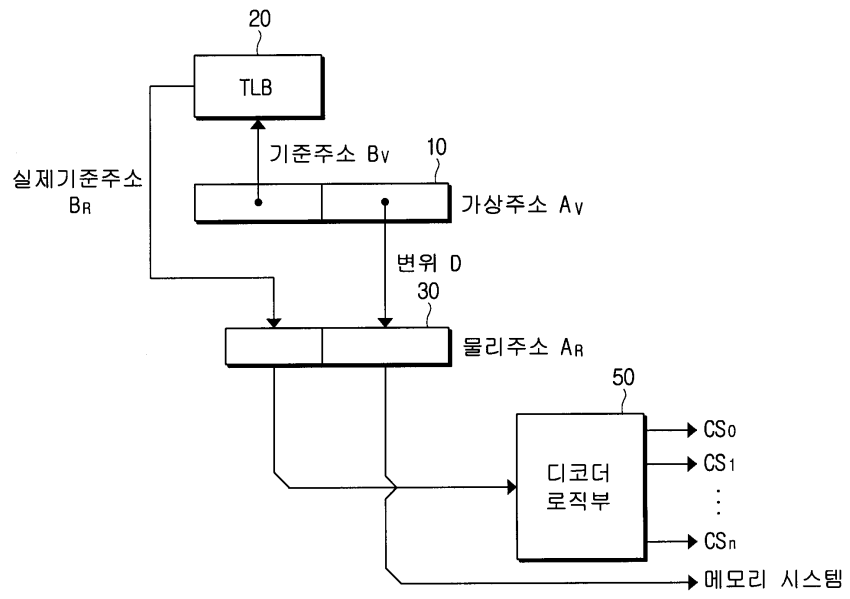 20
TLB
기준주소 BV
10
실제기준주소
BR
가상주소 AV
변위 D
30
물리주소 AR
50
디코더
로직부
CS0
CS1
⋮
CSn
메모리 시스템